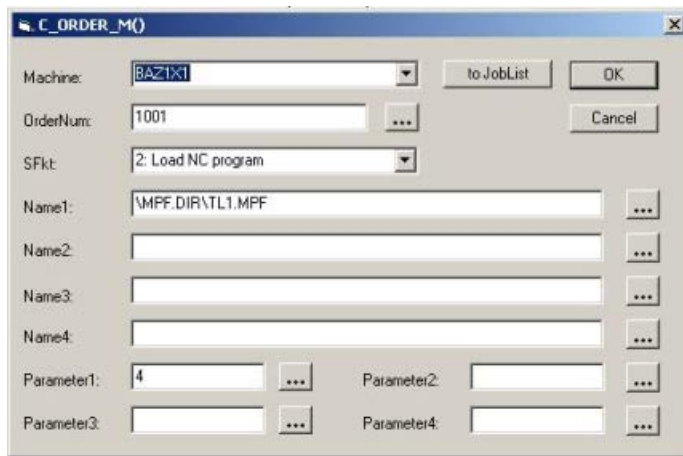 C_ORDER_M()
Machine: BAZ1X1 to JobList OK
OrderNum: 1001 ... Cancel
SFkt: 2: Load NC program
Name1: \MPF.DIR\TL1.MPF ...
Name2: ...
Name3: ...
Name4: ...
Parameter1: 4 ... Parameter2: ...
Parameter3: ... Parameter4: ...